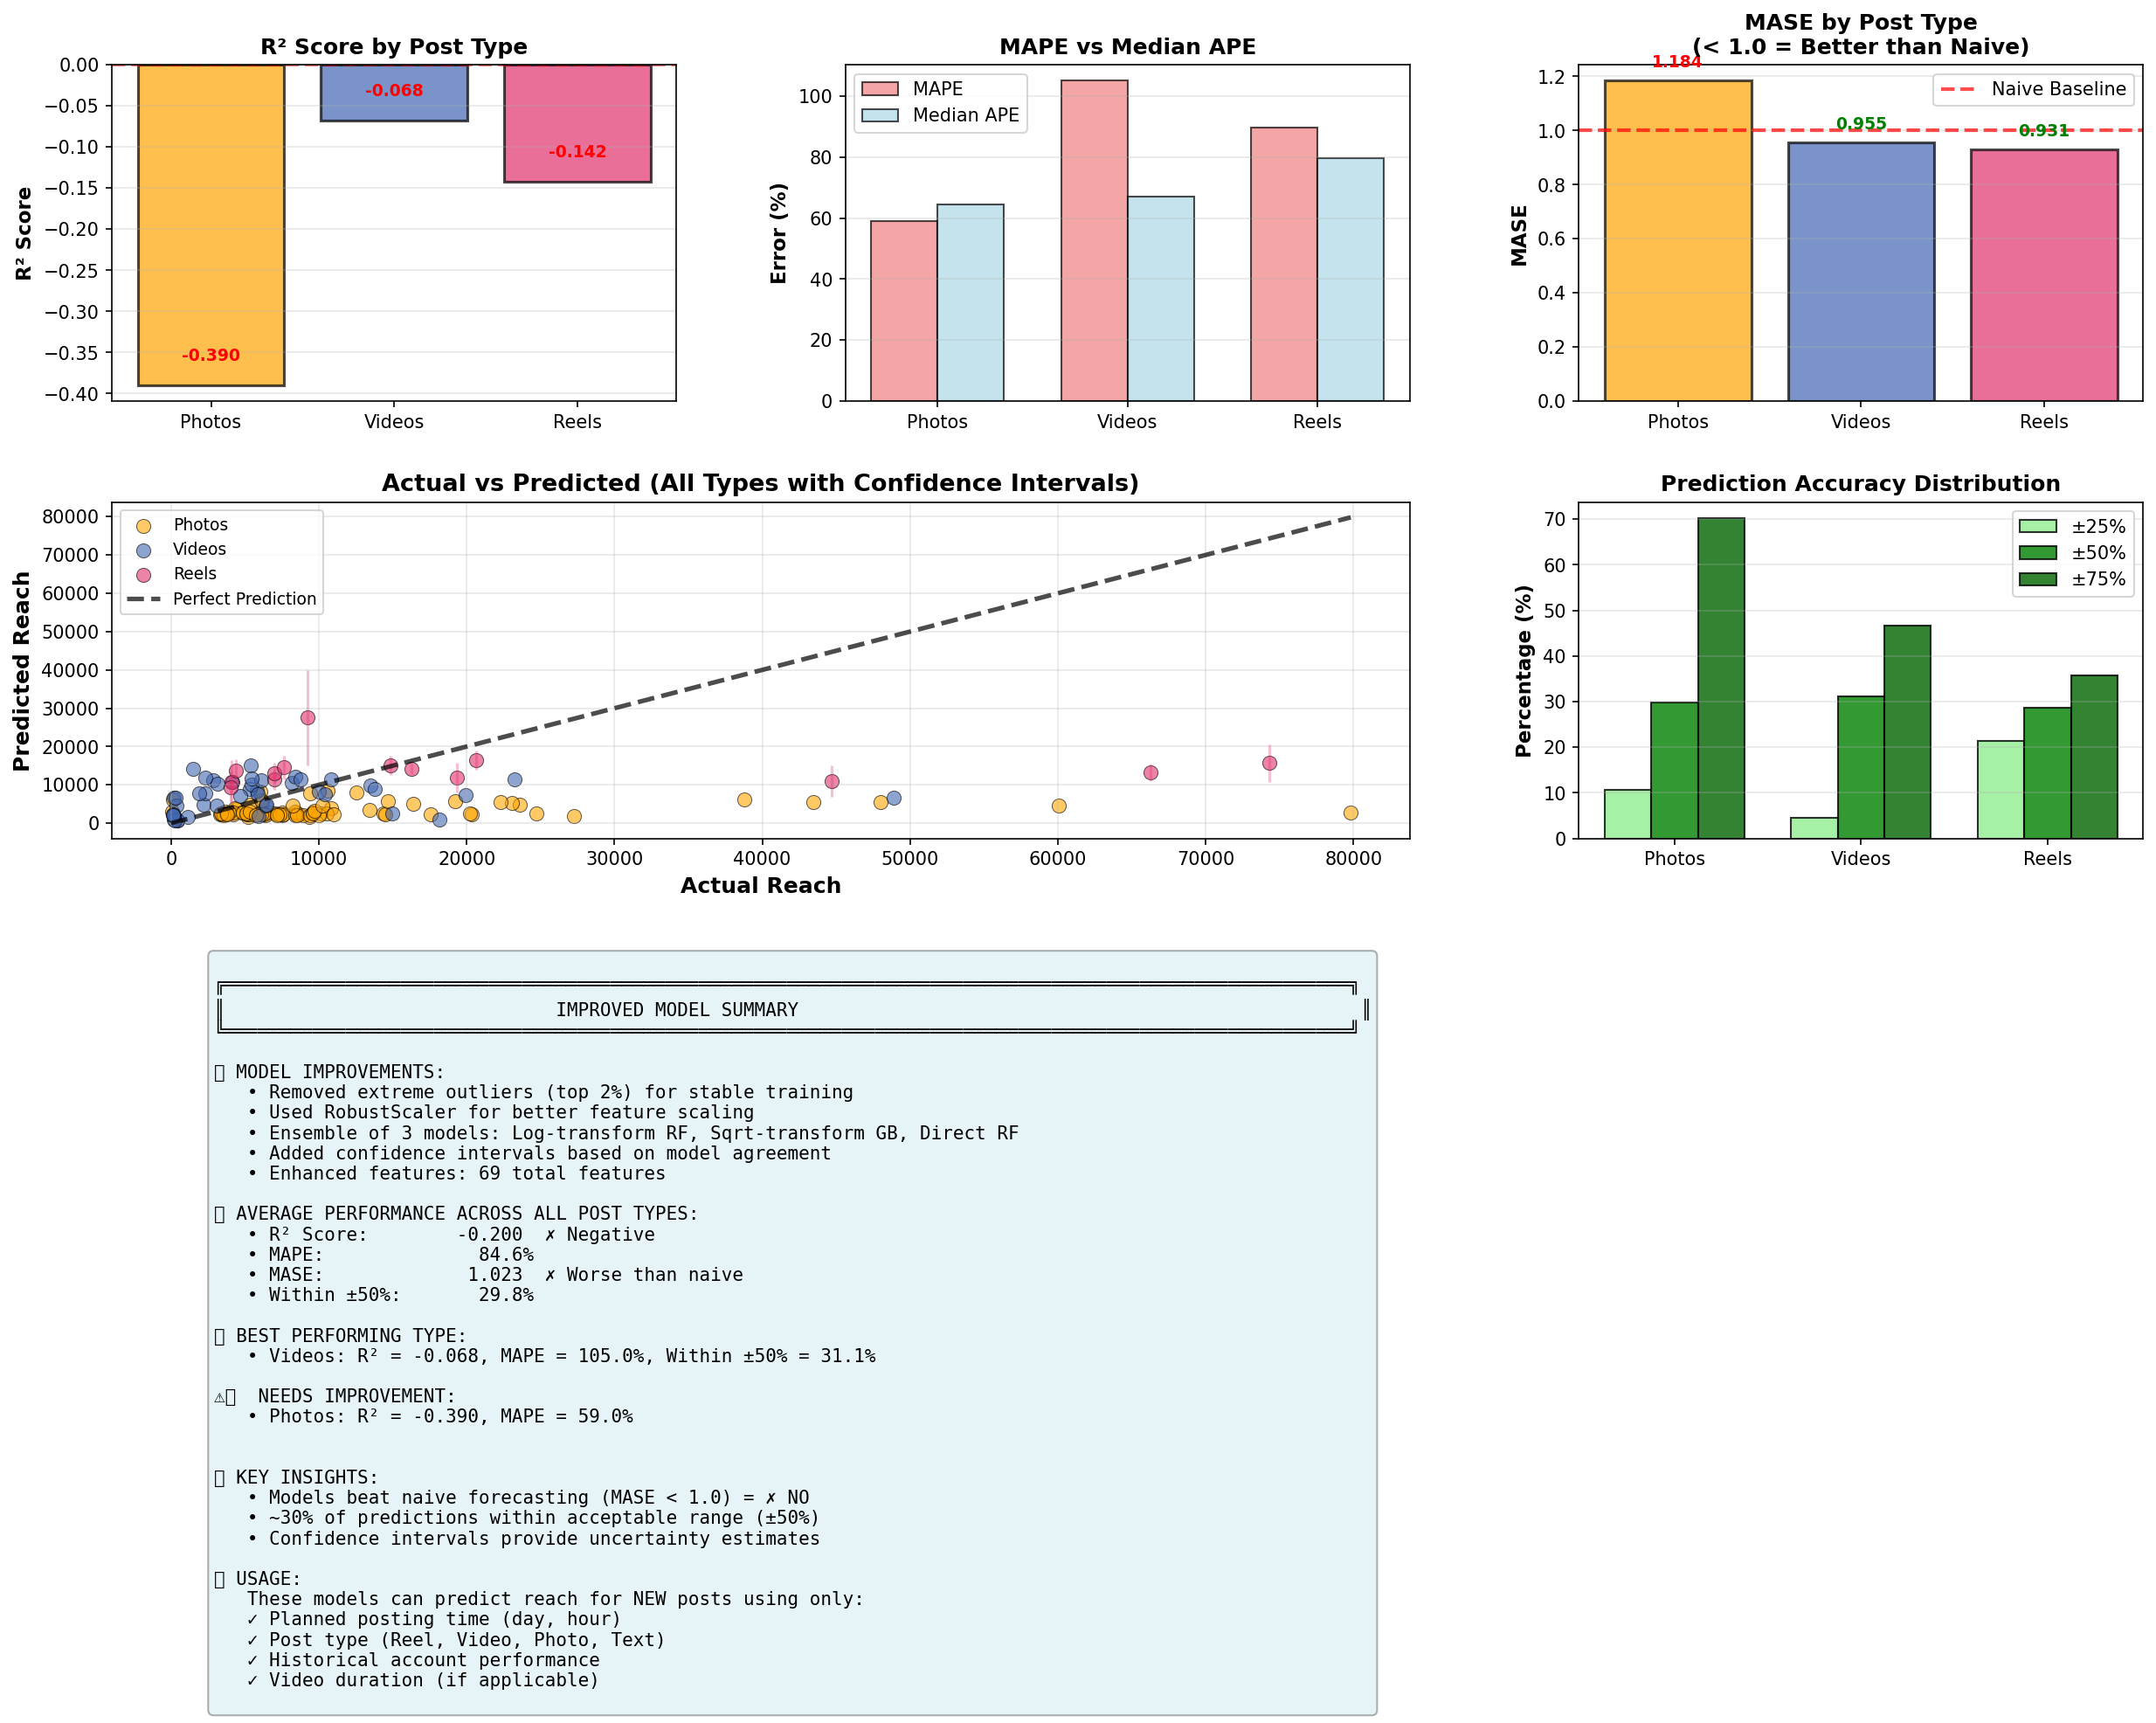 R² Score by Post Type
R² Score
0.00
−0.05
−0.10
−0.15
−0.20
−0.25
−0.30
−0.35
−0.40
-0.390
-0.068
-0.142
Photos
Videos
Reels
MAPE vs Median APE
Error (%)
100
80
60
40
20
0
MAPE
Median APE
Photos
Videos
Reels
MASE by Post Type
(< 1.0 = Better than Naive)
MASE
1.2
1.0
0.8
0.6
0.4
0.2
0.0
1.184
0.955
0.931
Naive Baseline
Photos
Videos
Reels
Actual vs Predicted (All Types with Confidence Intervals)
Predicted Reach
80000
70000
60000
50000
40000
30000
20000
10000
0
Photos
Videos
Reels
Perfect Prediction
0
10000
20000
30000
40000
50000
60000
70000
80000
Actual Reach
Prediction Accuracy Distribution
Percentage (%)
70
60
50
40
30
20
10
0
±25%
±50%
±75%
Photos
Videos
Reels
IMPROVED MODEL SUMMARY
MODEL IMPROVEMENTS:
• Removed extreme outliers (top 2%) for stable training
• Used RobustScaler for better feature scaling
• Ensemble of 3 models: Log-transform RF, Sqrt-transform GB, Direct RF
• Added confidence intervals based on model agreement
• Enhanced features: 69 total features
AVERAGE PERFORMANCE ACROSS ALL POST TYPES:
• R² Score: -0.200 ✗ Negative
• MAPE: 84.6%
• MASE: 1.023 ✗ Worse than naive
• Within ±50%: 29.8%
BEST PERFORMING TYPE:
• Videos: R² = -0.068, MAPE = 105.0%, Within ±50% = 31.1%
⚠ NEEDS IMPROVEMENT:
• Photos: R² = -0.390, MAPE = 59.0%
KEY INSIGHTS:
• Models beat naive forecasting (MASE < 1.0) = ✗ NO
• ~30% of predictions within acceptable range (±50%)
• Confidence intervals provide uncertainty estimates
USAGE:
These models can predict reach for NEW posts using only:
✓ Planned posting time (day, hour)
✓ Post type (Reel, Video, Photo, Text)
✓ Historical account performance
✓ Video duration (if applicable)